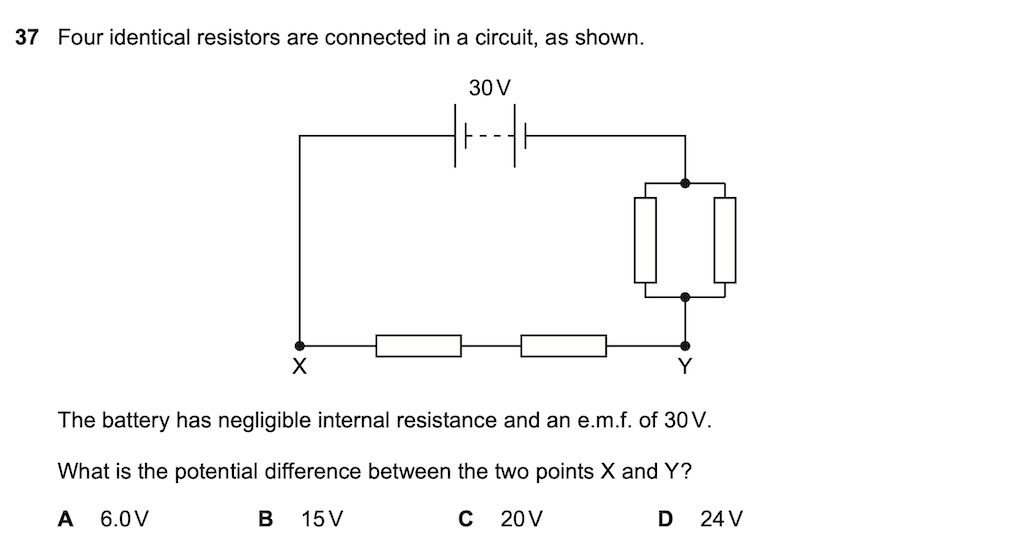 37 Four identical resistors are connected in a circuit, as shown.
30 V
X
Y
The battery has negligible internal resistance and an e.m.f. of 30 V.
What is the potential difference between the two points X and Y?
A 6.0 V B 15 V C 20 V D 24 V